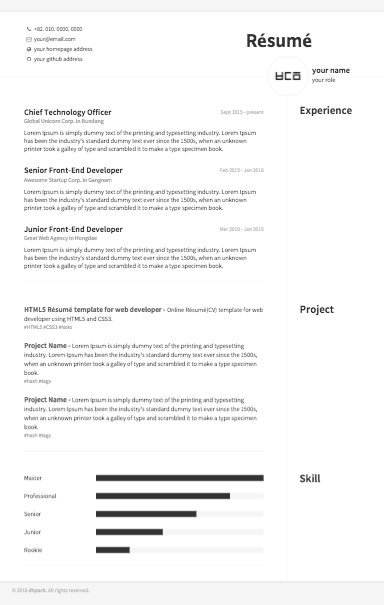 +82. 010. 0000. 0000
your@email.com
your homepage address
your github address
Résumé
your name
your role
Experience
Chief Technology Officer
Sept 2015 - present
Global Unicorn Corp. in Bundang
Lorem Ipsum is simply dummy text of the printing and typesetting industry. Lorem Ipsum
has been the industry's standard dummy text ever since the 1500s, when an unknown
printer took a galley of type and scrambled it to make a type specimen book.
Senior Front-End Developer
Awesome Startup Corp. in Gangnam
Lorem Ipsum is simply dummy text of the printing and typesetting industry. Lorem Ipsum
has been the industry's standard dummy text ever since the 1500s, when an unknown
printer took a galley of type and scrambled it to make a type specimen book.
Junior Front-End Developer
Mar 2010 - Jan 2015
Great Web Agency in Hongdae
Lorem Ipsum is simply dummy text of the printing and typesetting industry. Lorem Ipsum
has been the industry's standard dummy text ever since the 1500s, when an unknown
printer took a galley of type and scrambled it to make a type specimen book.
Project
HTML5 Résumé template for web developer - Online Résumé(CV) template for web
developer using HTML5 and CSS3.
#HTML5 #CSS3 #Noto
Project Name - Lorem Ipsum is simply dummy text of the printing and typesetting
industry. Lorem Ipsum has been the industry's standard dummy text ever since the 1500s,
when an unknown printer took a galley of type and scrambled it to make a type specimen
book.
#hash #tags
Project Name - Lorem Ipsum is simply dummy text of the printing and typesetting
industry. Lorem Ipsum has been the industry's standard dummy text ever since the 1500s,
when an unknown printer took a galley of type and scrambled it to make a type specimen
book.
#hash #tags
Skill
Master
Professional
Senior
Junior
Rookie
All rights reserved.